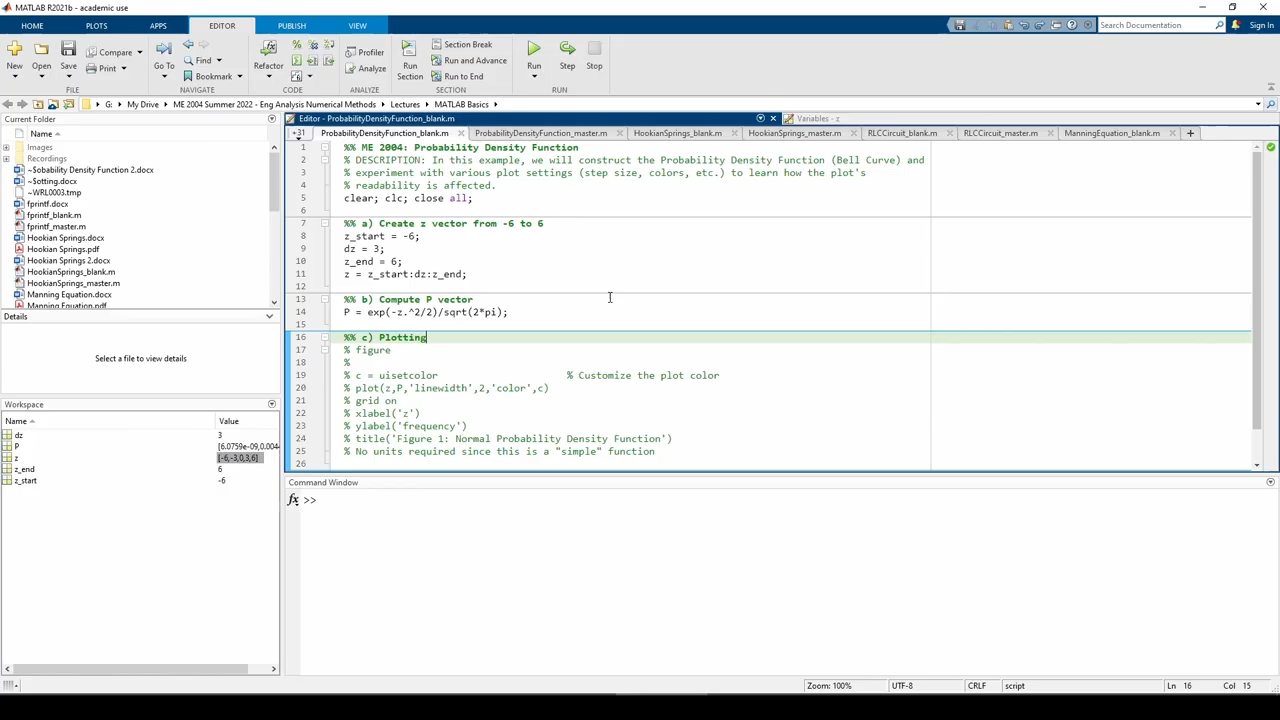 MATLAB R2021b - academic use
HOME PLOTS APPS EDITOR PUBLISH VIEW
Search Documentation
Sign In
New Open Save Compare Print
Go To Find Bookmark
Refactor
Profiler Analyze
Run Section Section Break Run and Advance Run to End
Run Step Stop
FILE NAVIGATE CODE ANALYZE SECTION RUN
G: My Drive ME 2004 Summer 2022 - Eng Analysis Numerical Methods Lectures MATLAB Basics
Current Folder
Name
Images
Recordings
~$obability Density Function 2.docx
~$otting.docx
~WRL0003.tmp
fprintf.docx
fprintf_blank.m
fprintf_master.m
Hookian Springs.docx
Hookian Springs.pdf
Hookian Springs 2.docx
HookianSprings_blank.m
HookianSprings_master.m
Manning Equation.docx
Manning Equation.pdf
Details
Select a file to view details
Workspace
Name Value
dz 3
P [6.0759e-09,0.004
z [-6,-3,0,3,6]
z_end 6
z_start -6
Editor - ProbabilityDensityFunction_blank.m
Variables - z
+31 ProbabilityDensityFunction_blank.m ProbabilityDensityFunction_master.m HookianSprings_blank.m HookianSprings_master.m RLCCircuit_blank.m RLCCircuit_master.m ManningEquation_blank.m
1 %% ME 2004: Probability Density Function
2 % DESCRIPTION: In this example, we will construct the Probability Density Function (Bell Curve) and
3 % experiment with various plot settings (step size, colors, etc.) to learn how the plot's
4 % readability is affected.
5 clear; clc; close all;
6
7 %% a) Create z vector from -6 to 6
8 z_start = -6;
9 dz = 3;
10 z_end = 6;
11 z = z_start:dz:z_end;
12
13 %% b) Compute P vector
14 P = exp(-z.^2/2)/sqrt(2*pi);
15
16 %% c) Plotting
17 % figure
18 %
19 % c = uisetcolor % Customize the plot color
20 % plot(z,P,'linewidth',2,'color',c)
21 % grid on
22 % xlabel('z')
23 % ylabel('frequency')
24 % title('Figure 1: Normal Probability Density Function')
25 % No units required since this is a "simple" function
26
Command Window
fx >>
Zoom: 100% UTF-8 CRLF script Ln 16 Col 15